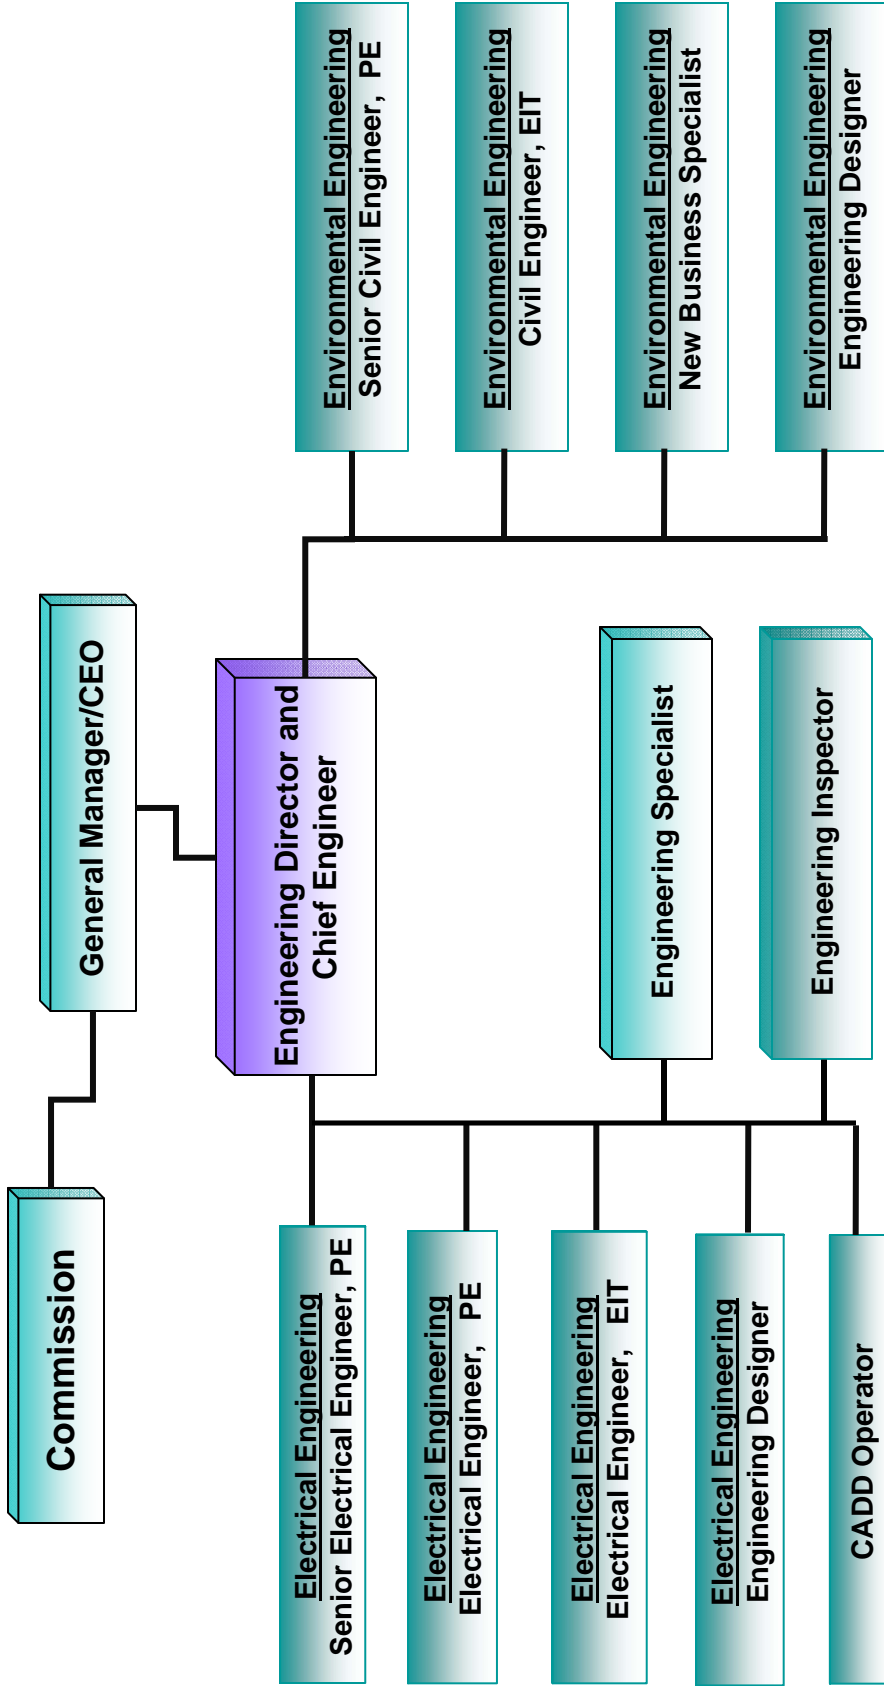 Commission
General Manager/CEO
Engineering Director and
Chief Engineer
Electrical Engineering
Senior Electrical Engineer, PE
Electrical Engineering
Electrical Engineer, PE
Electrical Engineering
Electrical Engineer, EIT
Electrical Engineering
Engineering Designer
CADD Operator
Engineering Specialist
Engineering Inspector
Environmental Engineering
Senior Civil Engineer, PE
Environmental Engineering
Civil Engineer, EIT
Environmental Engineering
New Business Specialist
Environmental Engineering
Engineering Designer